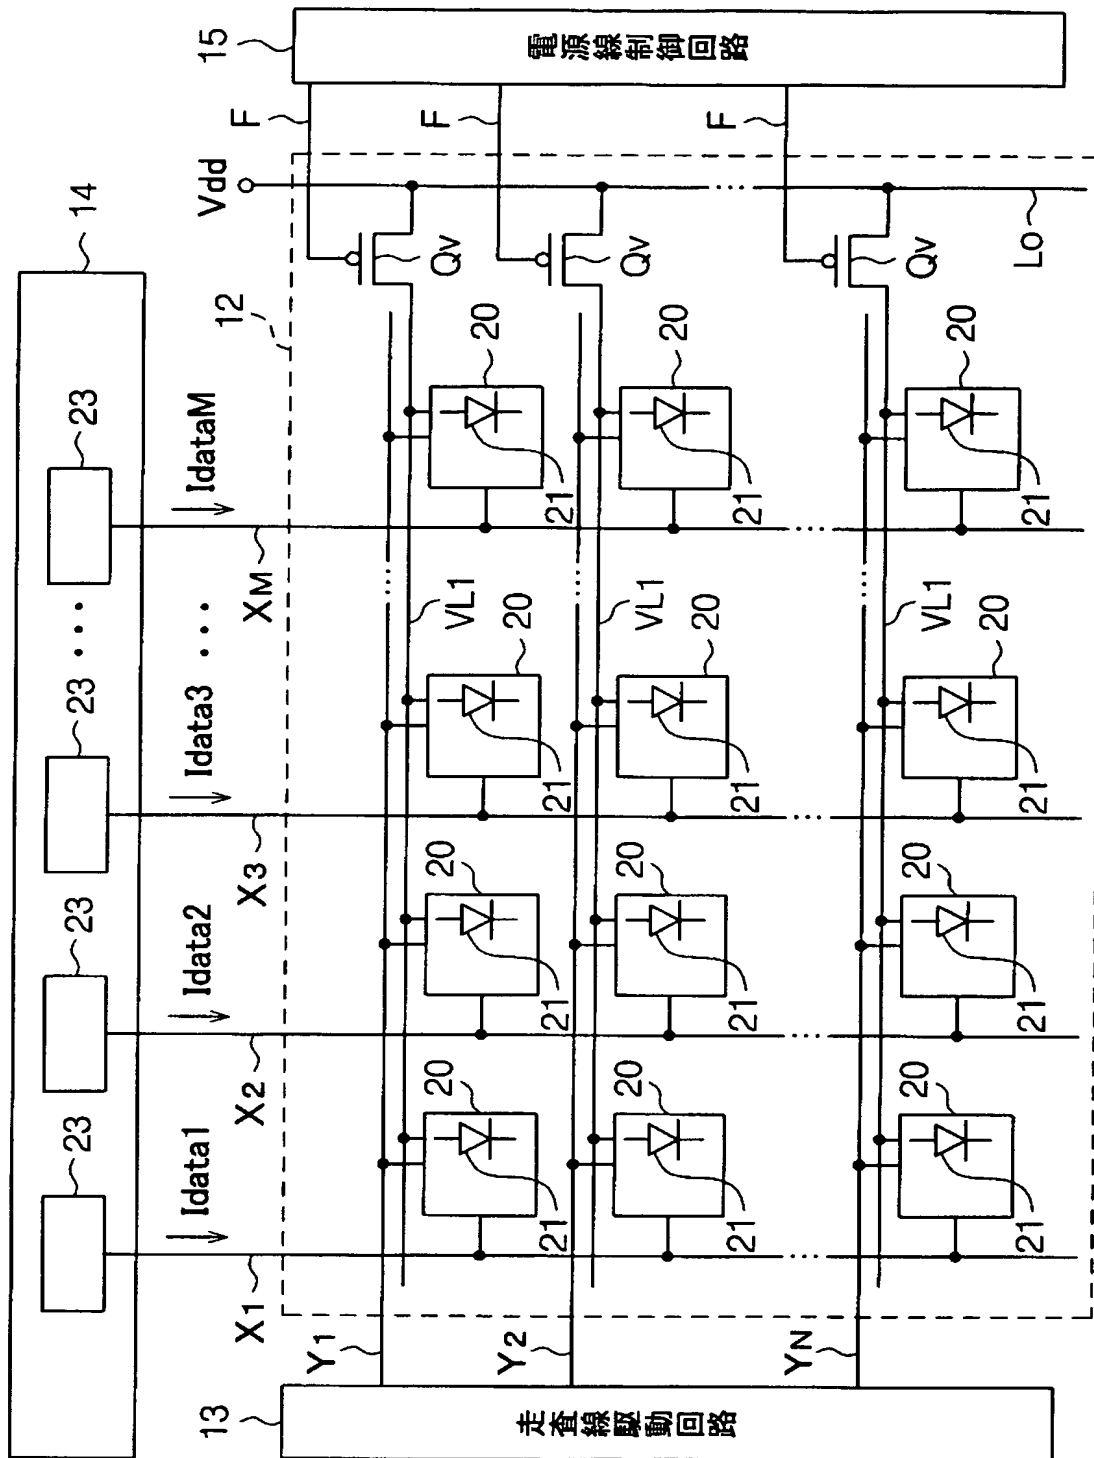 14
23 23 23 ･･･ 23
Idata1 Idata2 Idata3 ･･･ IdataM
13 X1 X2 X3 XM 12 Vdd F 15
Y1 20 20 VL1 20 20 Qv F
21 21 21 ･･･ 21
Y2 20 20 VL1 20 20 Qv F
21 21 21 ･･･ 21
走査線駆動回路
電源線制御回路
･･･ ･･･ ･･･ ･･･ ･･･
YN 20 20 VL1 20 20 Qv
21 21 21 ･･･ 21
Lo